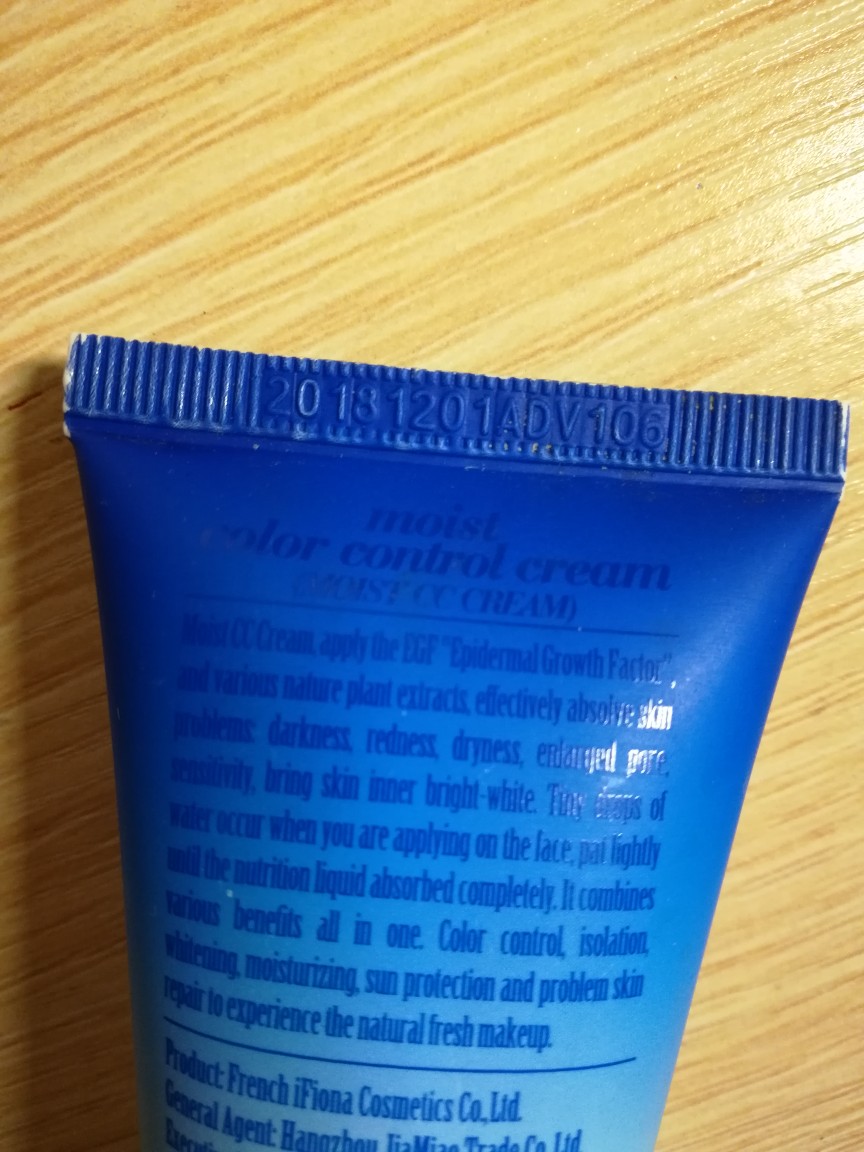 20181201ADV106
moist
color control cream
(MOIST CC CREAM)
Moist CC Cream, apply the EGF "Epidermal Growth Factor",
and various nature plant extracts, effectively absolve skin
problems: darkness, redness, dryness, enlarged pore,
sensitivity, bring skin inner bright-white. Tiny drops of
water occur when you are applying on the face, pat lightly
until the nutrition liquid absorbed completely. It combines
various benefits all in one. Color control, isolation,
whitening, moisturizing, sun protection and problem skin
repair to experience the natural fresh makeup.
Product: French iFiona Cosmetics Co., Ltd.
General Agent: Hangzhou JiaMiao Trade Co. Ltd.